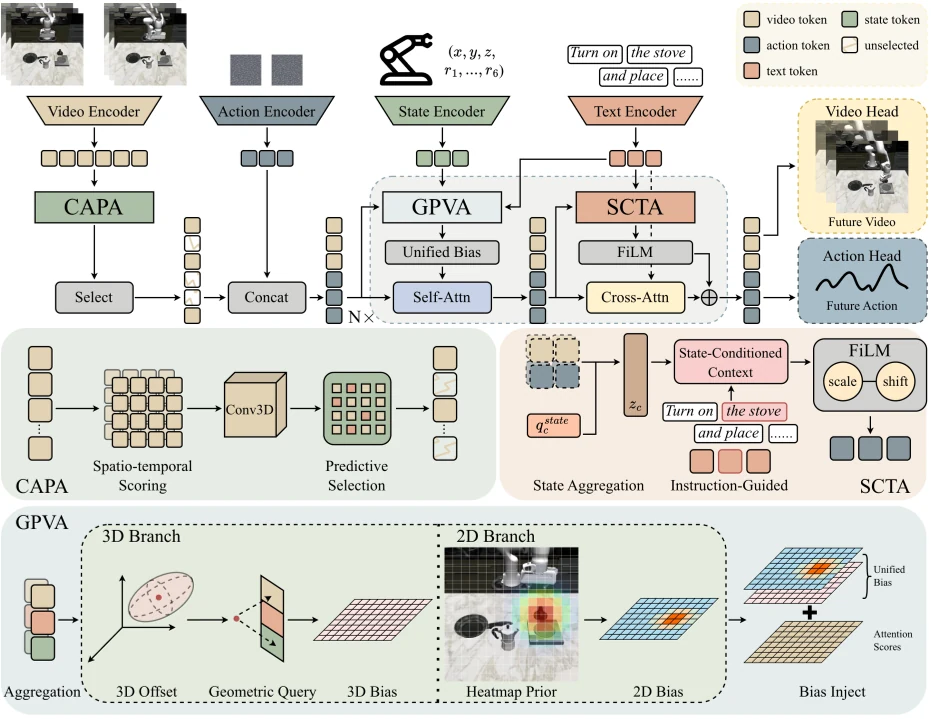 (x, y, z,
r1, ..., r6)
Turn on the stove
and place ......
video token
state token
action token
unselected
text token
Video Encoder
Action Encoder
State Encoder
Text Encoder
Video Head
Future Video
CAPA
GPVA
SCTA
Unified Bias
FiLM
Select
Concat
Self-Attn
Cross-Attn
N×
Action Head
Future Action
Conv3D
Spatio-temporal
Scoring
Predictive
Selection
CAPA
z_c
q_c^{state}
State-Conditioned
Context
Turn on the stove
and place ......
FiLM
scale
shift
State Aggregation
Instruction-Guided
SCTA
GPVA
3D Branch
2D Branch
Unified
Bias
Attention
Scores
Aggregation
3D Offset
Geometric Query
3D Bias
Heatmap Prior
2D Bias
Bias Inject